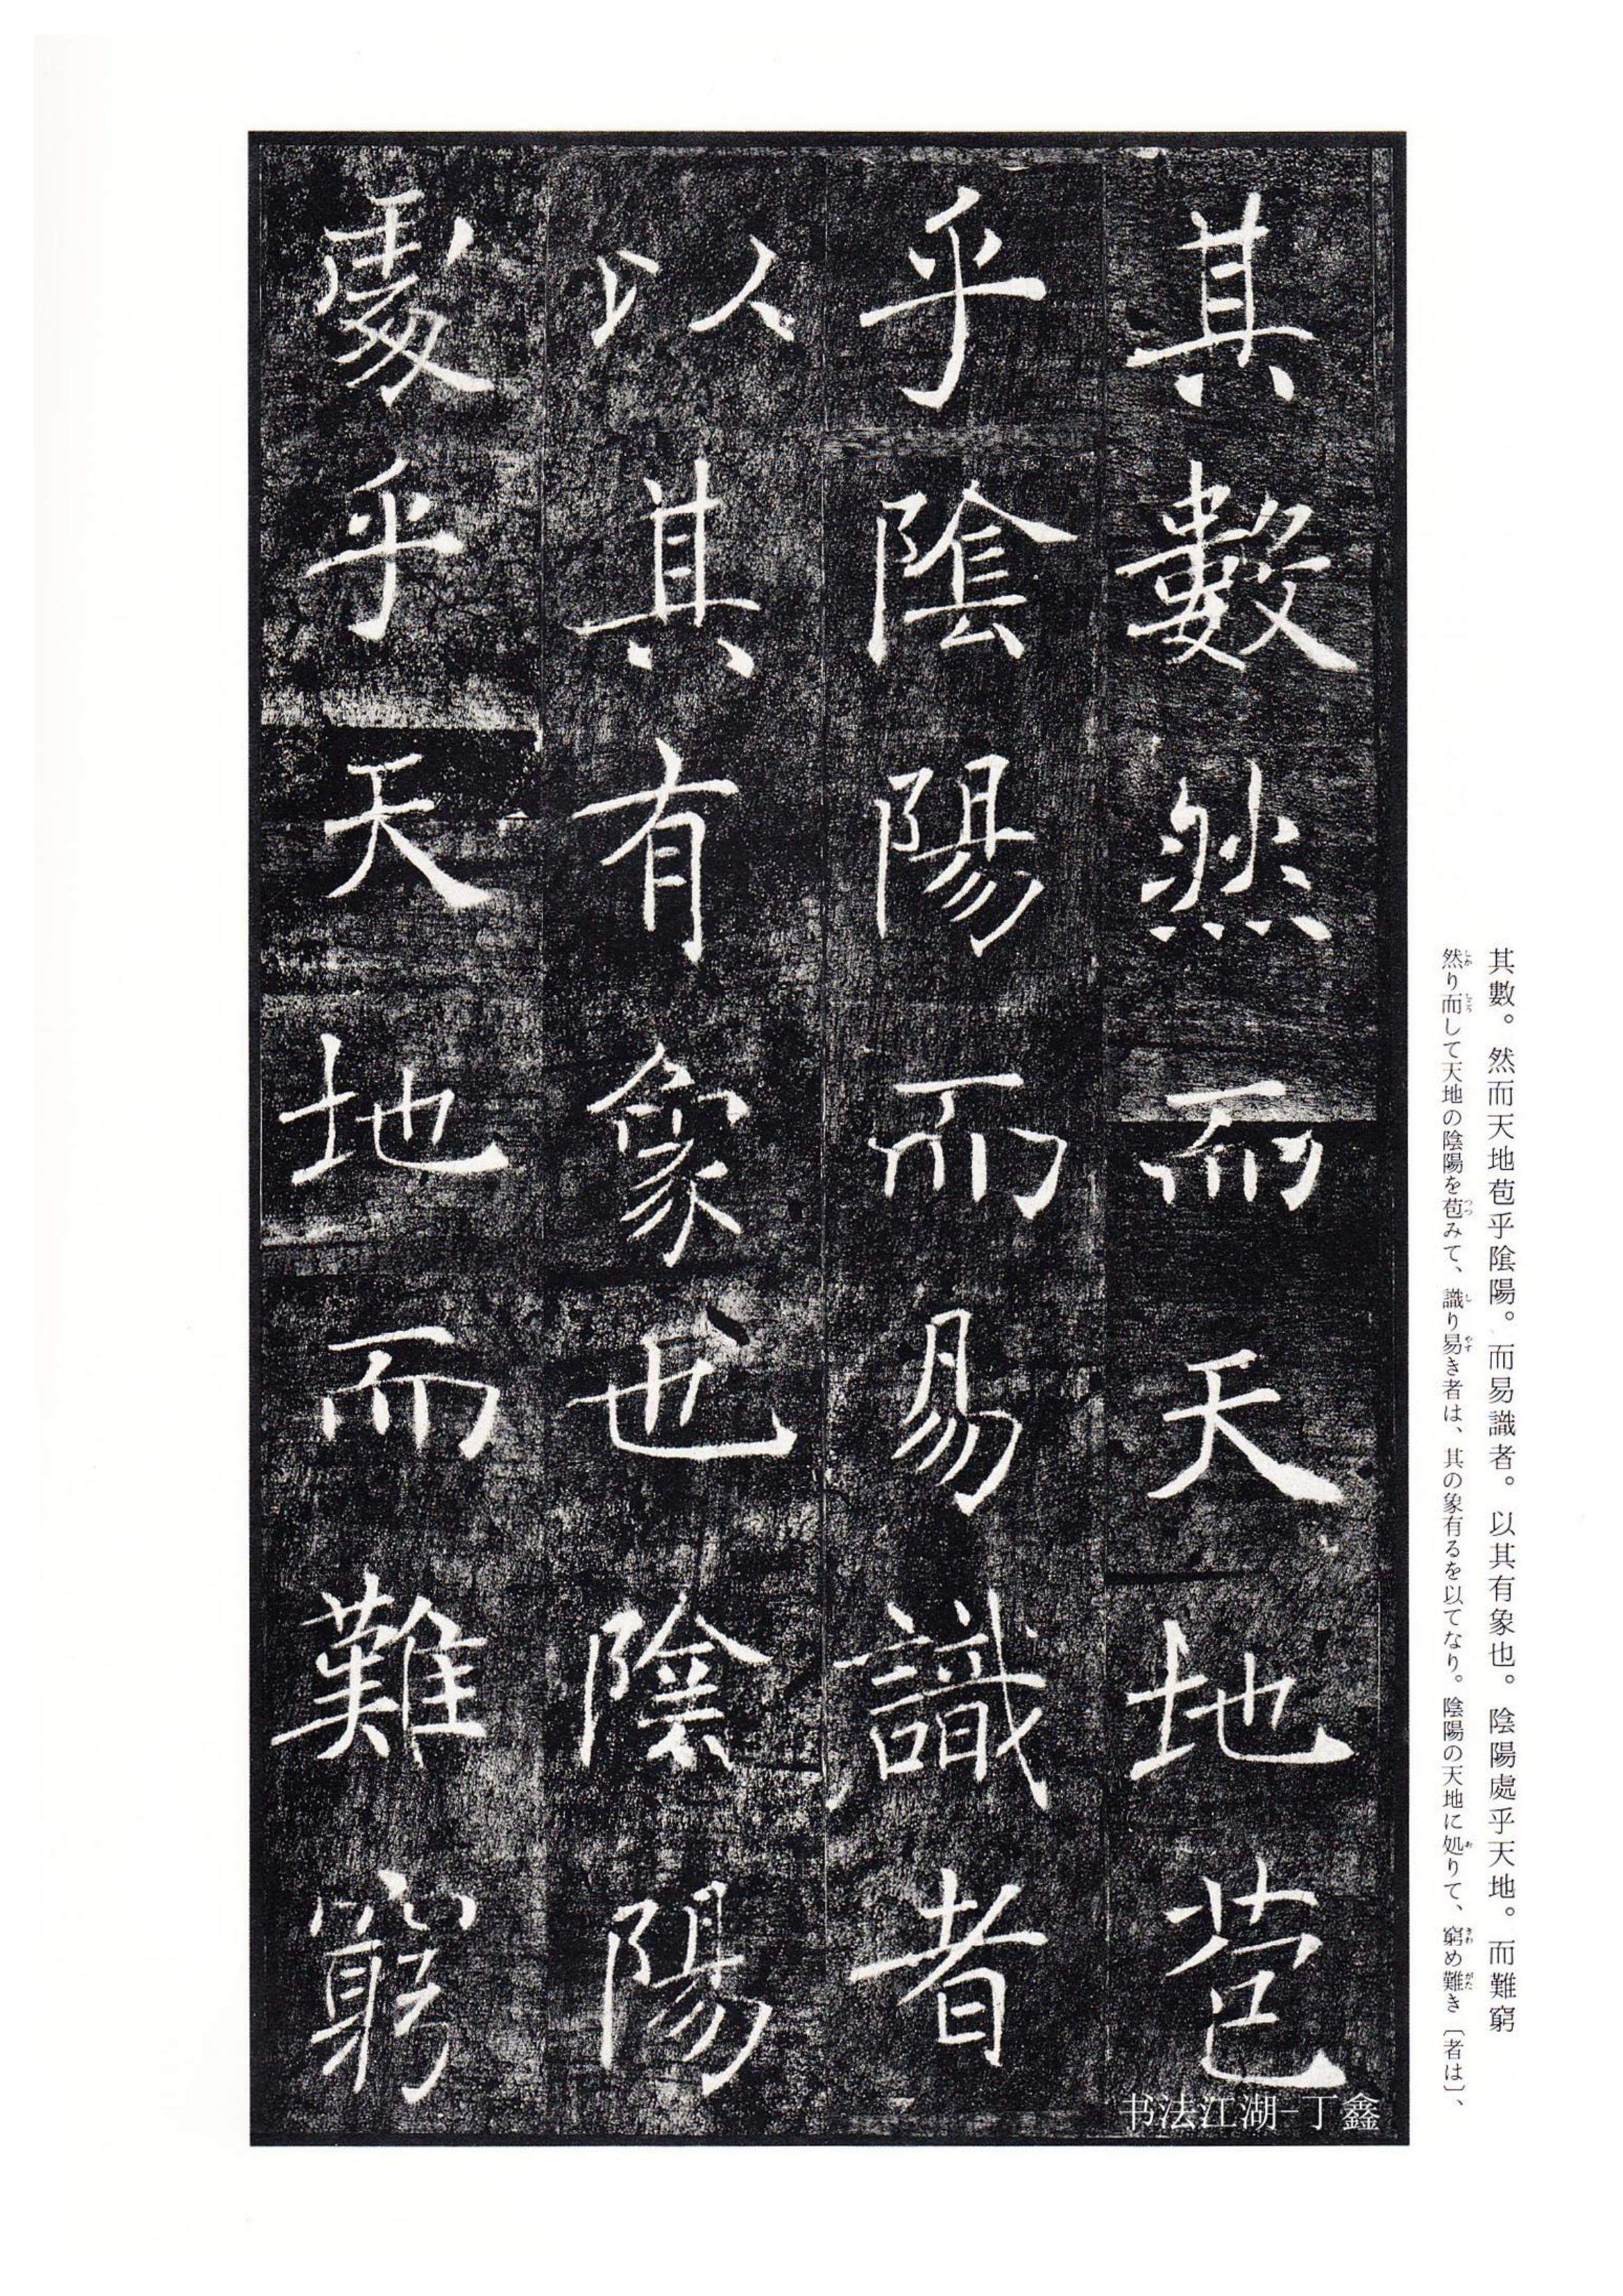 其數然而天地苞
乎陰陽而易識者
以其有象也陰陽
處乎天地而難窮
书法江湖-丁鑫
其數。然而天地苞乎陰陽。而易識者。以其有象也。陰陽處乎天地。而難窮
然り而して天地の陰陽を苞みて、識り易き者は、其の象有るを以てなり。陰陽の天地に処りて、窮め難き〔者は〕、